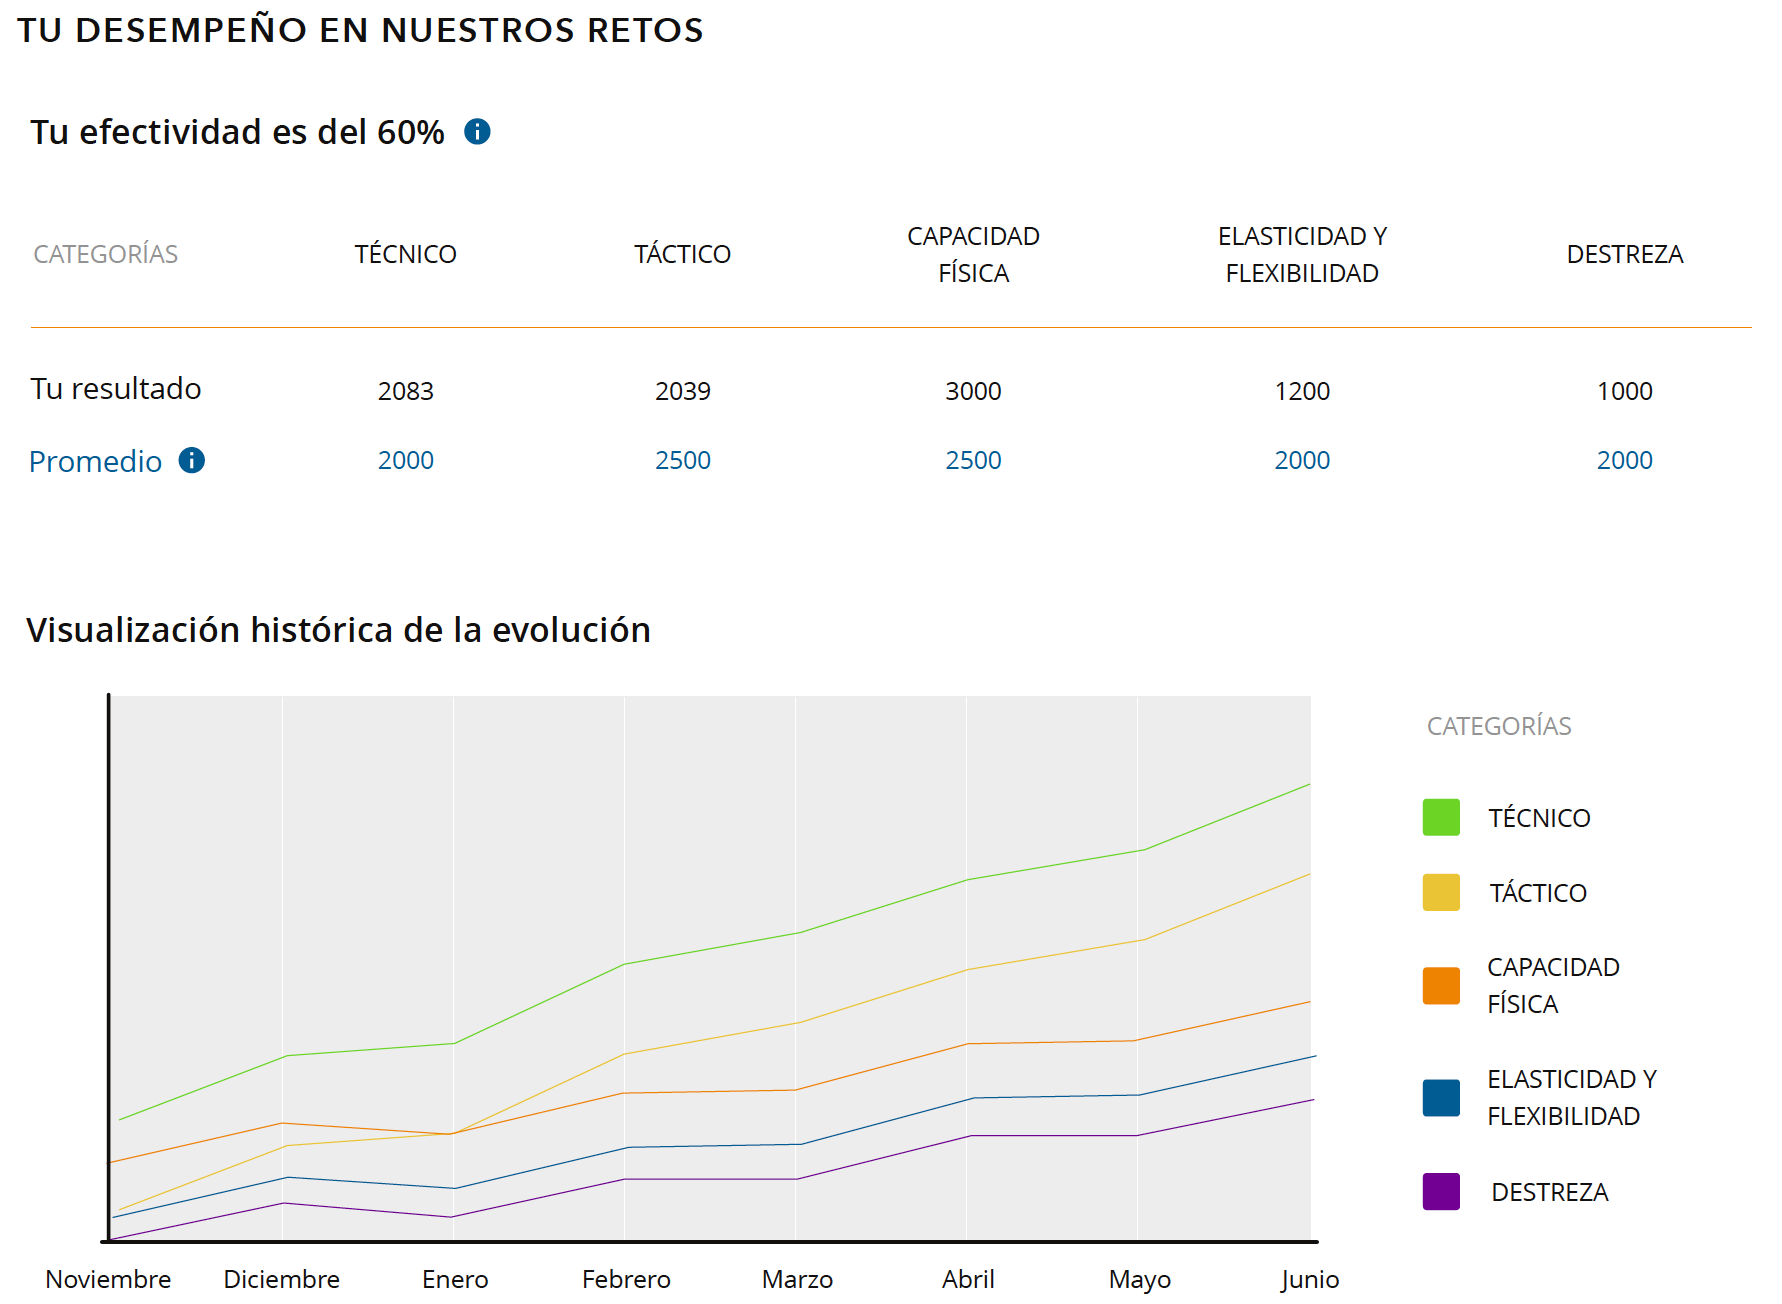 TU DESEMPEÑO EN NUESTROS RETOS
Tu efectividad es del 60%
CATEGORÍAS TÉCNICO TÁCTICO CAPACIDAD FÍSICA ELASTICIDAD Y FLEXIBILIDAD DESTREZA
Tu resultado 2083 2039 3000 1200 1000
Promedio 2000 2500 2500 2000 2000
Visualización histórica de la evolución
CATEGORÍAS
TÉCNICO
TÁCTICO
CAPACIDAD
FÍSICA
ELASTICIDAD Y
FLEXIBILIDAD
DESTREZA
Noviembre Diciembre Enero Febrero Marzo Abril Mayo Junio